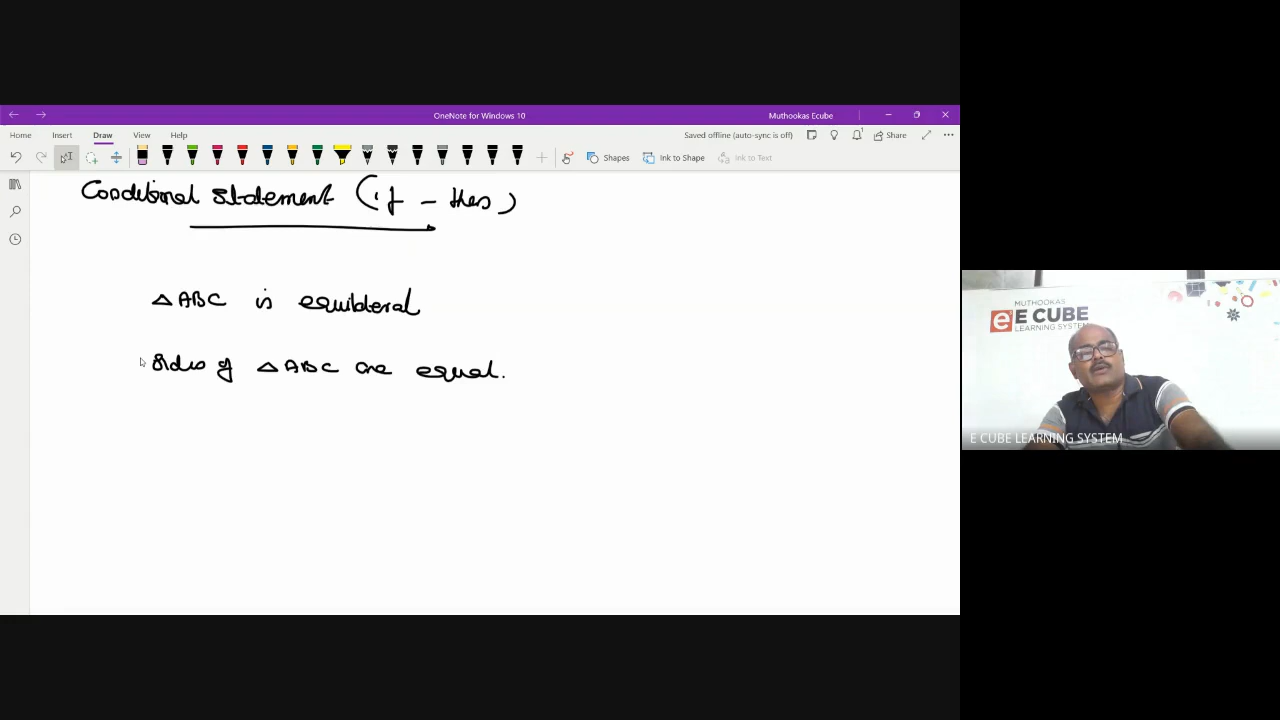 OneNote for Windows 10
Muthookas Ecube
Home Insert Draw View Help
Saved offline (auto-sync is off)
Share
Shapes
Ink to Shape
Ink to Text
Conditional Statement (if - then)
△ABC is equilateral
Sides of △ABC are equal.
MUTHOOKAS
e E CUBE
LEARNING SYSTEM
E CUBE LEARNING SYSTEM